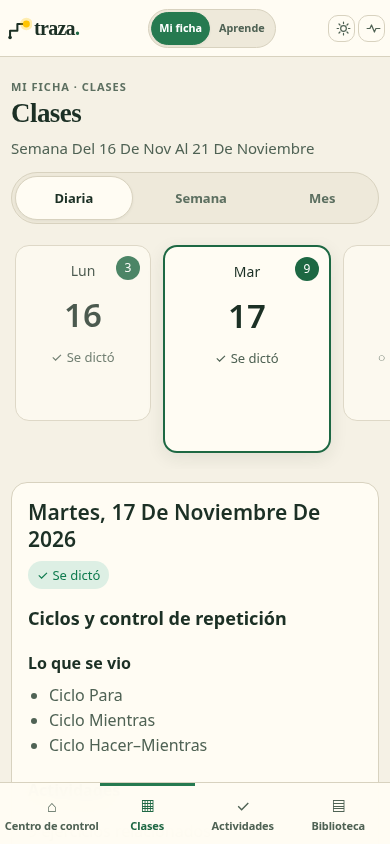 traza.
Mi ficha
Aprende
MI FICHA · CLASES
Clases
Semana Del 16 De Nov Al 21 De Noviembre
Diaria
Semana
Mes
Lun
3
16
✓ Se dictó
Mar
9
17
✓ Se dictó
Martes, 17 De Noviembre De
2026
✓ Se dictó
Ciclos y control de repetición
Lo que se vio
• Ciclo Para
• Ciclo Mientras
• Ciclo Hacer–Mientras
Centro de control
Clases
Actividades
Biblioteca